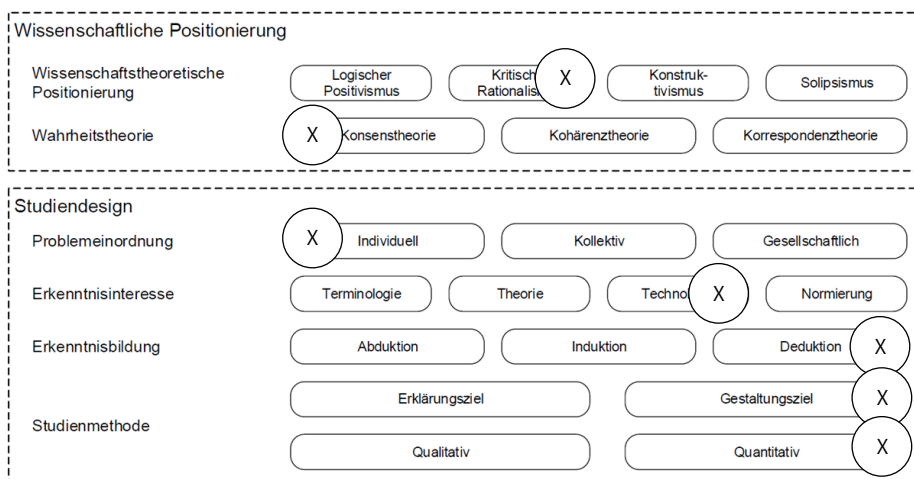 Wissenschaftliche Positionierung
Wissenschaftstheoretische
Positionierung
Logischer
Positivismus
Kritisch
Rationalis
X
Konstruk-
tivismus
Solipsismus
Wahrheitstheorie
X
Konsenstheorie
Kohärenztheorie
Korrespondenztheorie
Studiendesign
Problemeinordnung
X
Individuell
Kollektiv
Gesellschaftlich
Erkenntnisinteresse
Terminologie
Theorie
Techno
X
Normierung
Erkenntnisbildung
Abduktion
Induktion
Deduktion
X
Studienmethode
Erklärungsziel
Gestaltungsziel
X
Qualitativ
Quantitativ
X